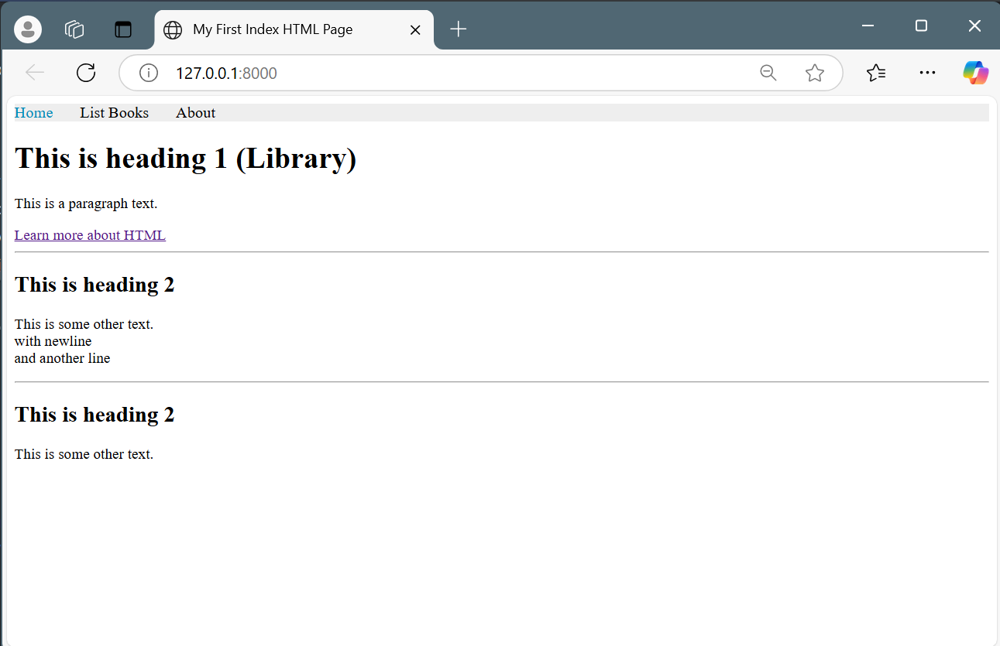 My First Index HTML Page
127.0.0.1:8000
Home List Books About
This is heading 1 (Library)
This is a paragraph text.
Learn more about HTML
This is heading 2
This is some other text.
with newline
and another line
This is heading 2
This is some other text.